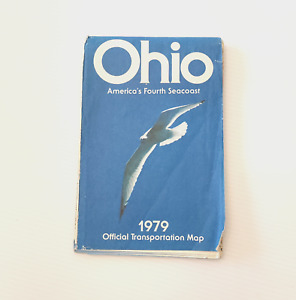 Ohio
America's Fourth Seacoast
1979
Official Transportation Map